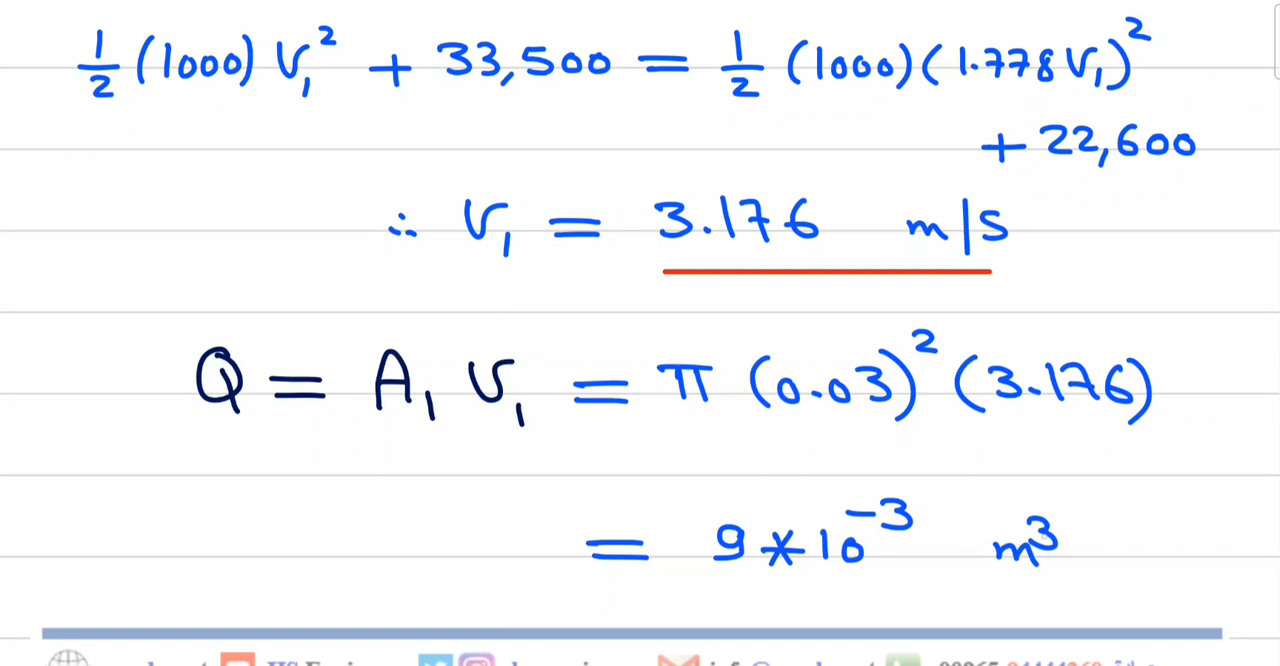 ½ (1000) V₁² + 33,500 = ½ (1000)(1.778 V₁)²
+ 22,600
∴ V₁ = 3.176 m/s
Q = A₁ V₁ = π (0.03)² (3.176)
= 9 * 10⁻³ m³